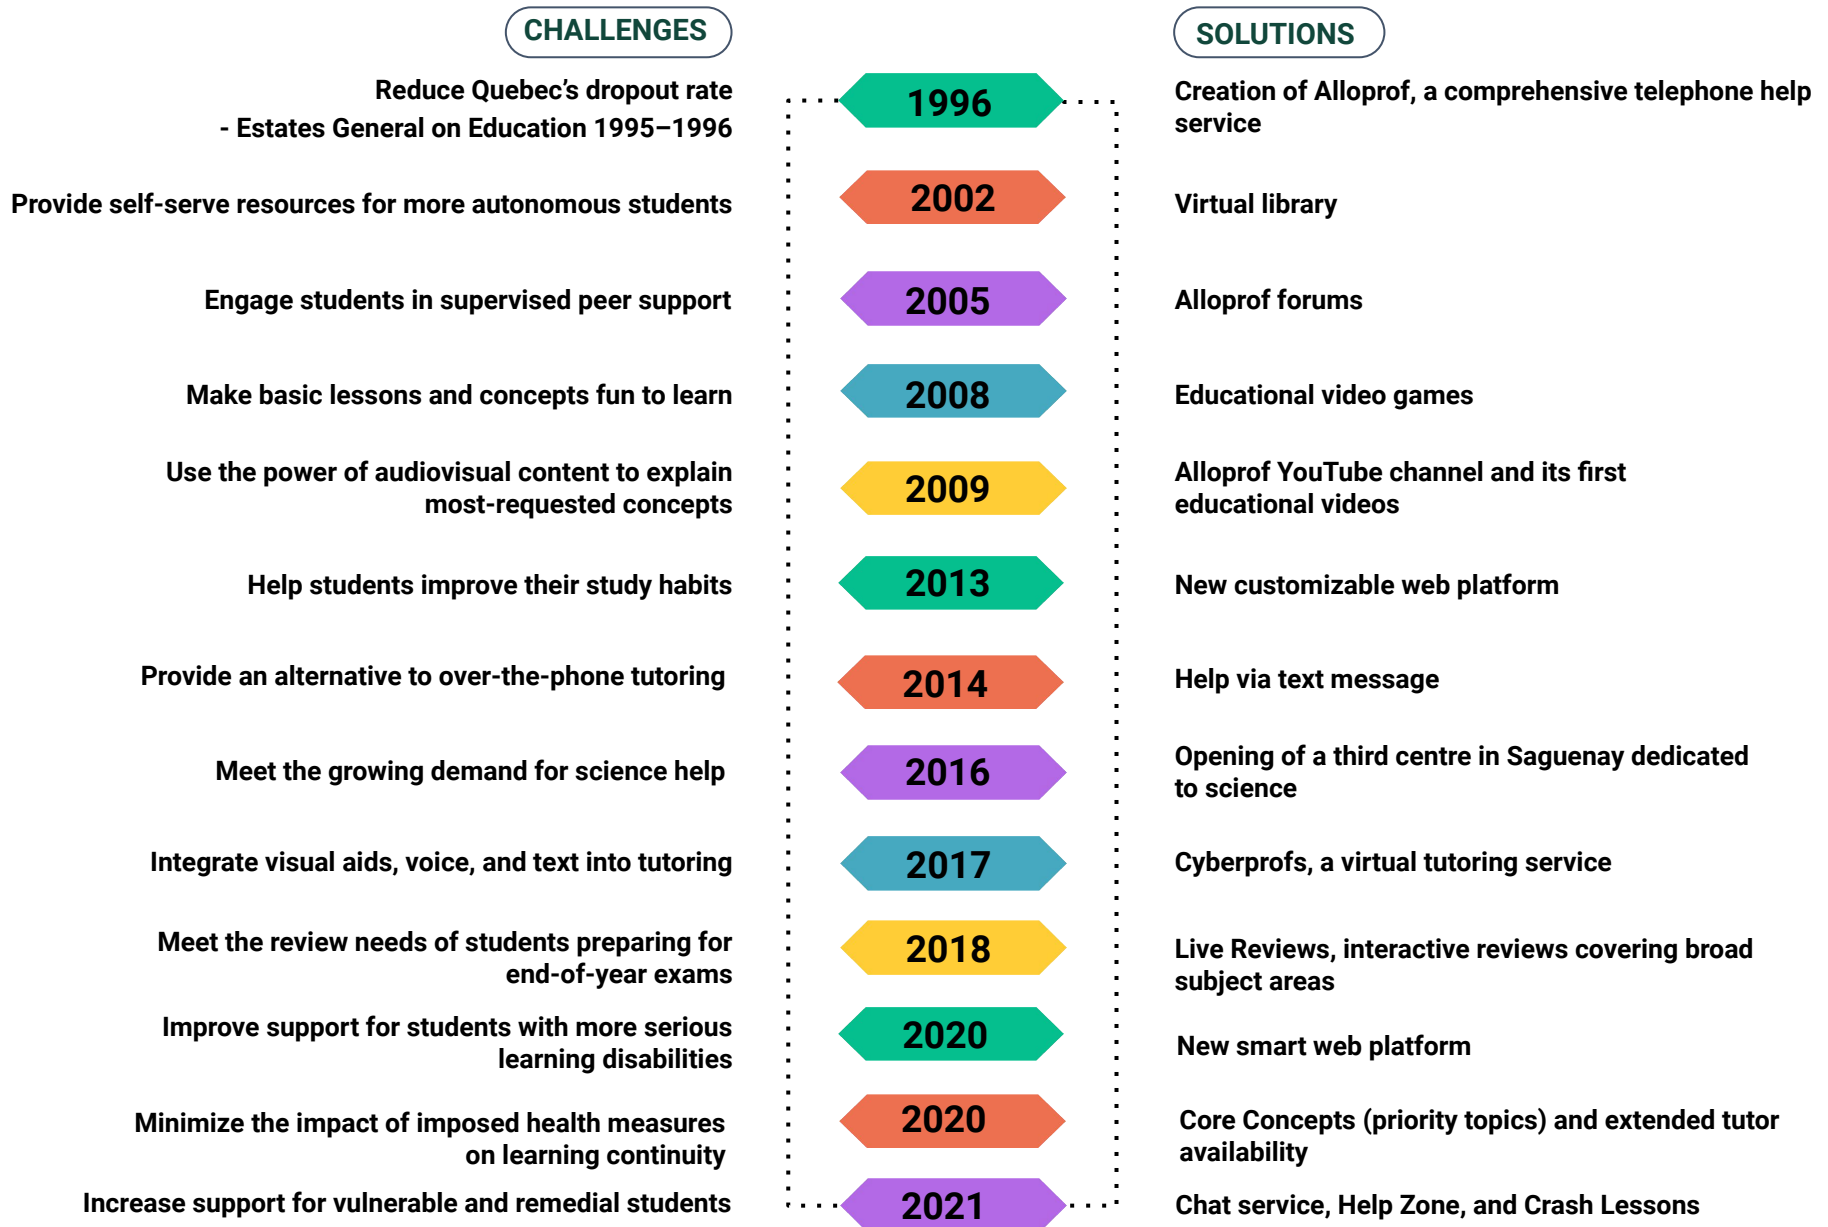 CHALLENGES
SOLUTIONS
Reduce Quebec’s dropout rate
- Estates General on Education 1995–1996
1996
Creation of Alloprof, a comprehensive telephone help
service
Provide self-serve resources for more autonomous students
2002
Virtual library
Engage students in supervised peer support
2005
Alloprof forums
Make basic lessons and concepts fun to learn
2008
Educational video games
Use the power of audiovisual content to explain
most-requested concepts
2009
Alloprof YouTube channel and its first
educational videos
Help students improve their study habits
2013
New customizable web platform
Provide an alternative to over-the-phone tutoring
2014
Help via text message
Meet the growing demand for science help
2016
Opening of a third centre in Saguenay dedicated
to science
Integrate visual aids, voice, and text into tutoring
2017
Cyberprofs, a virtual tutoring service
Meet the review needs of students preparing for
end-of-year exams
2018
Live Reviews, interactive reviews covering broad
subject areas
Improve support for students with more serious
learning disabilities
2020
New smart web platform
Minimize the impact of imposed health measures
on learning continuity
2020
Core Concepts (priority topics) and extended tutor
availability
Increase support for vulnerable and remedial students
2021
Chat service, Help Zone, and Crash Lessons